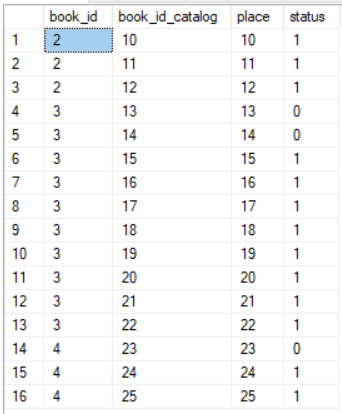 book_id book_id_catalog place status
1 2 10 10 1
2 2 11 11 1
3 2 12 12 1
4 3 13 13 0
5 3 14 14 0
6 3 15 15 1
7 3 16 16 1
8 3 17 17 1
9 3 18 18 1
10 3 19 19 1
11 3 20 20 1
12 3 21 21 1
13 3 22 22 1
14 4 23 23 0
15 4 24 24 1
16 4 25 25 1